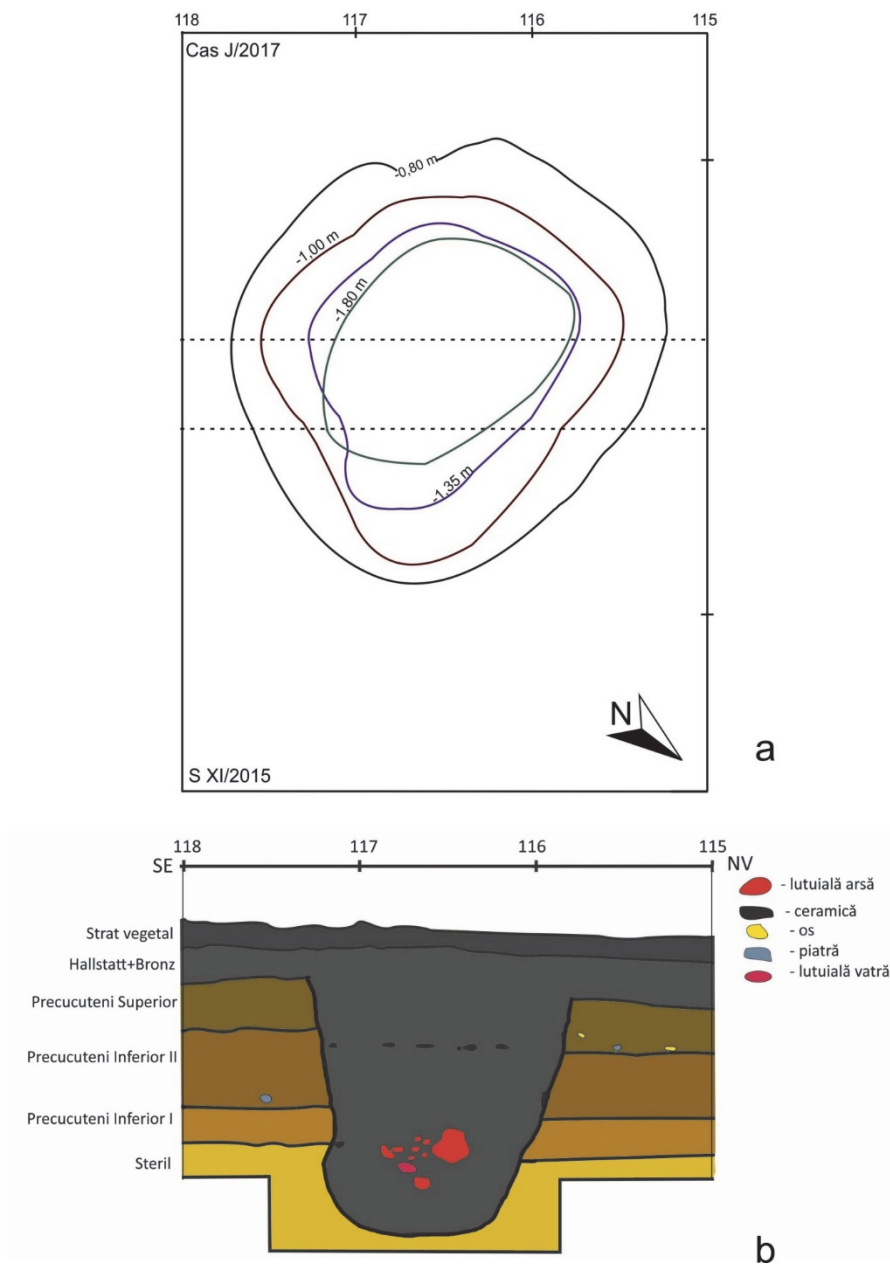 118 117 116 115
Cas J/2017
-0,80 m
-1,00 m
-1,80 m
-1,35 m
N
S XI/2015
a
118 117 116 115
SE NV
Strat vegetal
Hallstatt+Bronz
Precucuteni Superior
Precucuteni Inferior II
Precucuteni Inferior I
Steril
- lutuială arsă
- ceramică
- os
- piatră
- lutuială vatră
b